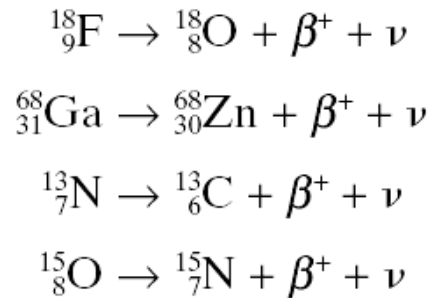 ¹⁸₉F → ¹⁸₈O + β⁺ + ν
⁶⁸₃₁Ga → ⁶⁸₃₀Zn + β⁺ + ν
¹³₇N → ¹³₆C + β⁺ + ν
¹⁵₈O → ¹⁵₇N + β⁺ + ν